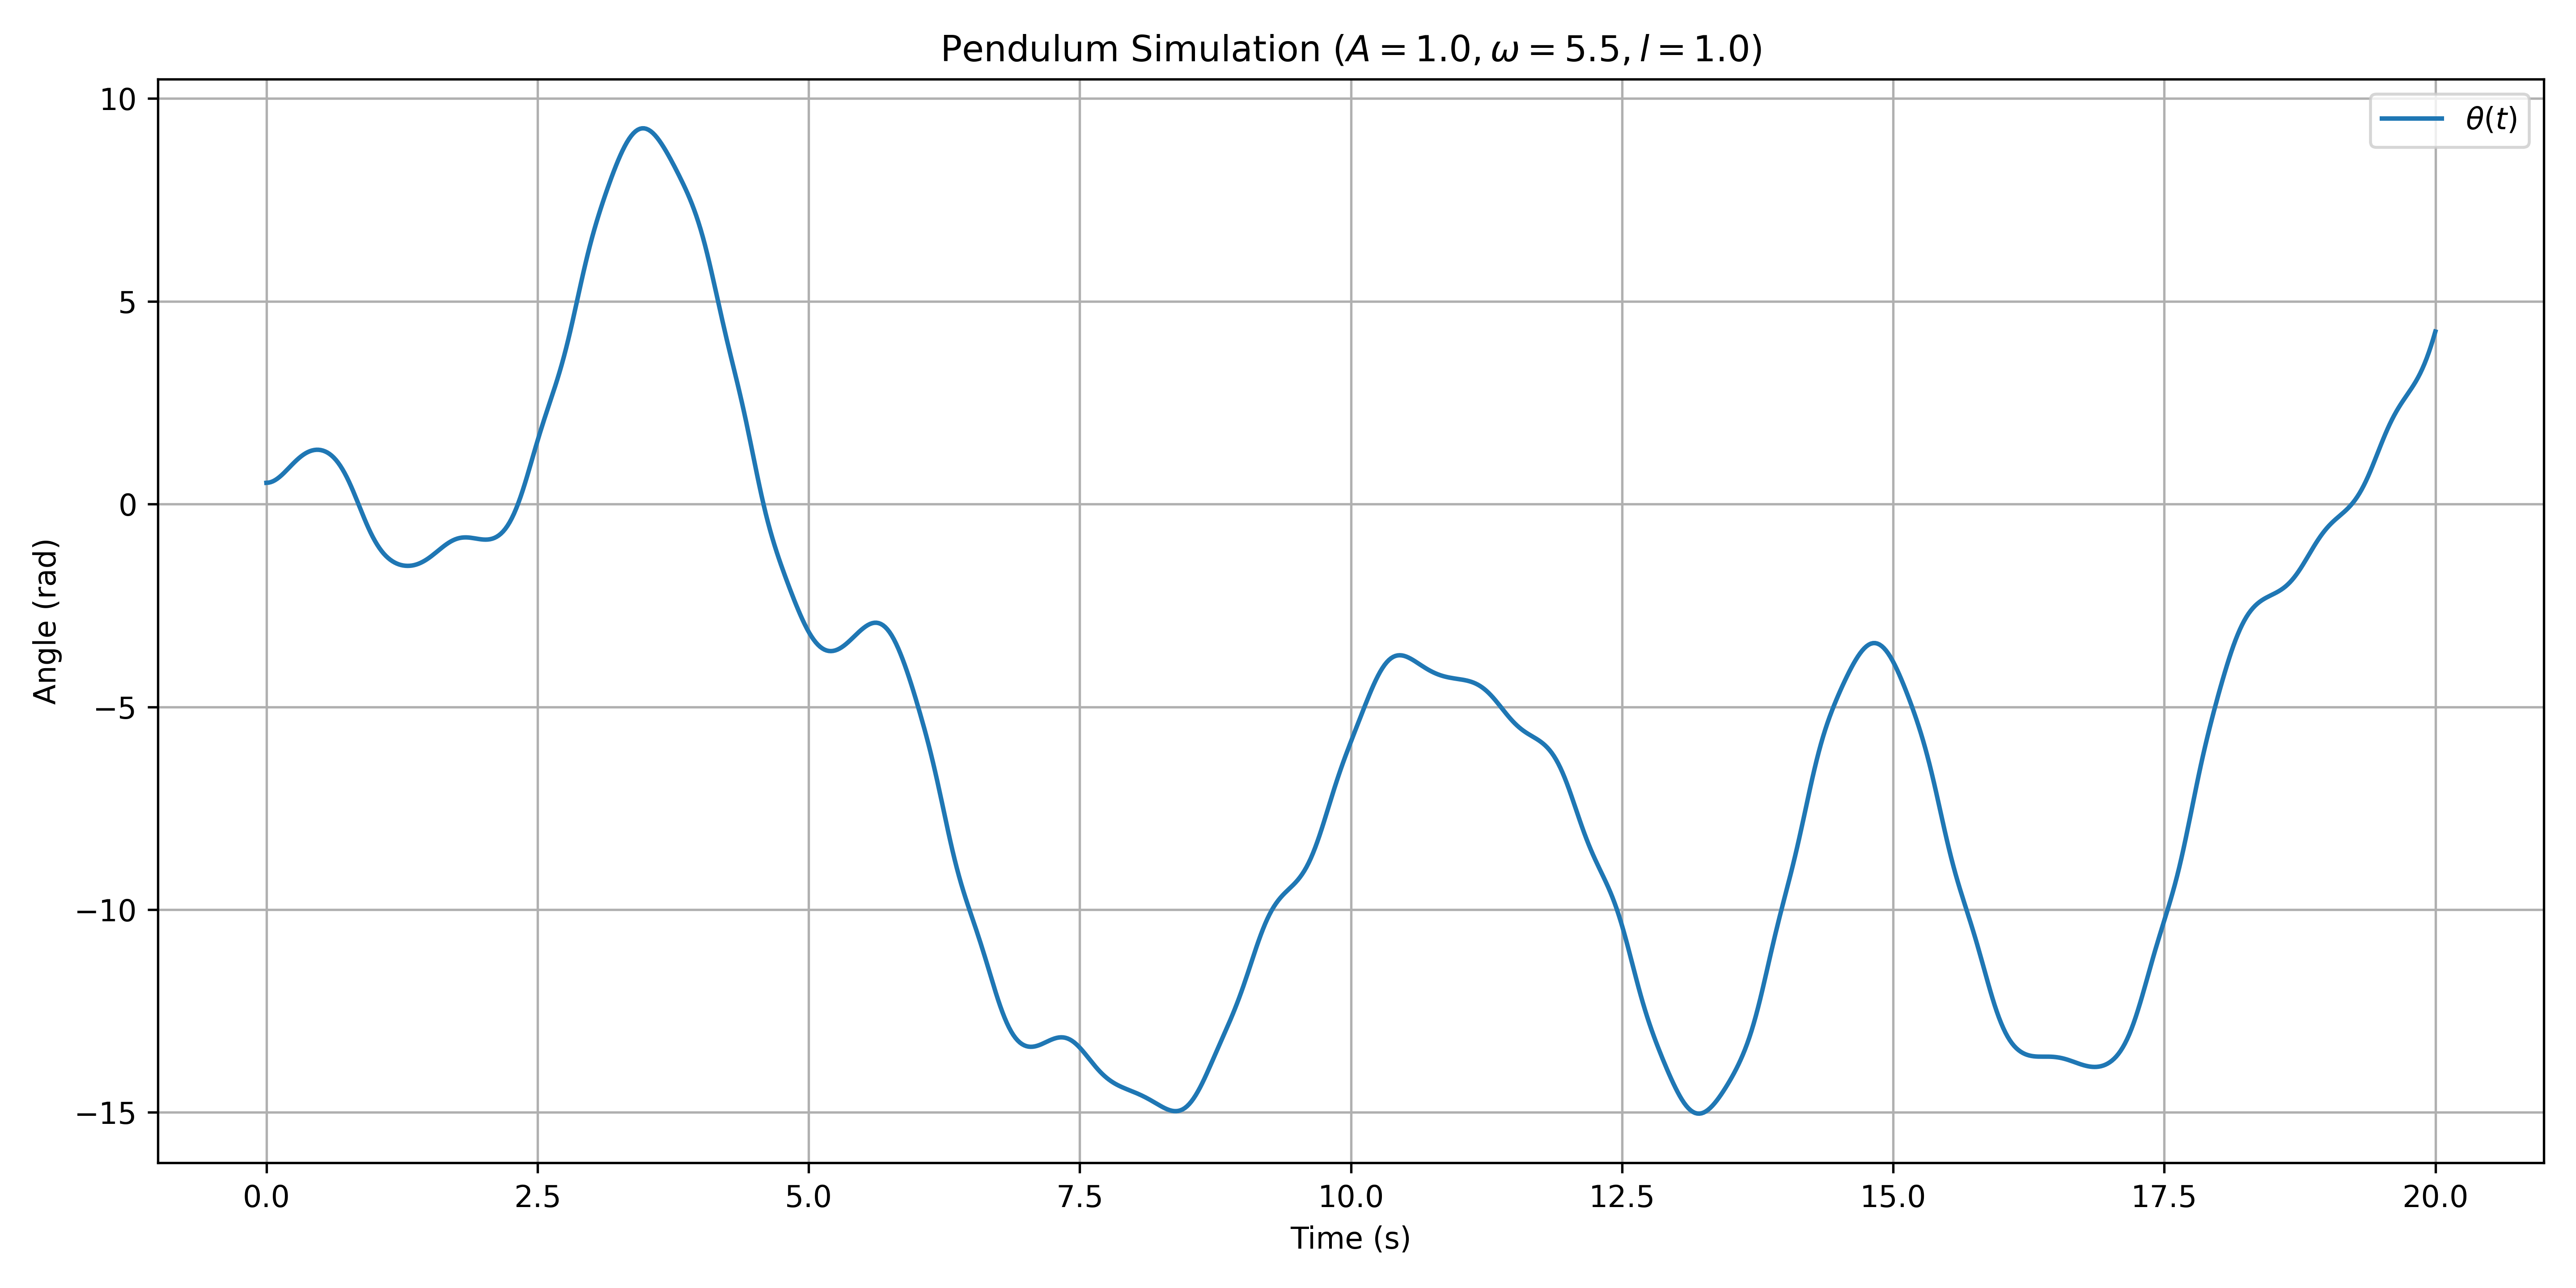 Pendulum Simulation (A = 1.0, ω = 5.5, l = 1.0)
θ(t)
Angle (rad)
10
5
0
−5
−10
−15
0.0 2.5 5.0 7.5 10.0 12.5 15.0 17.5 20.0
Time (s)